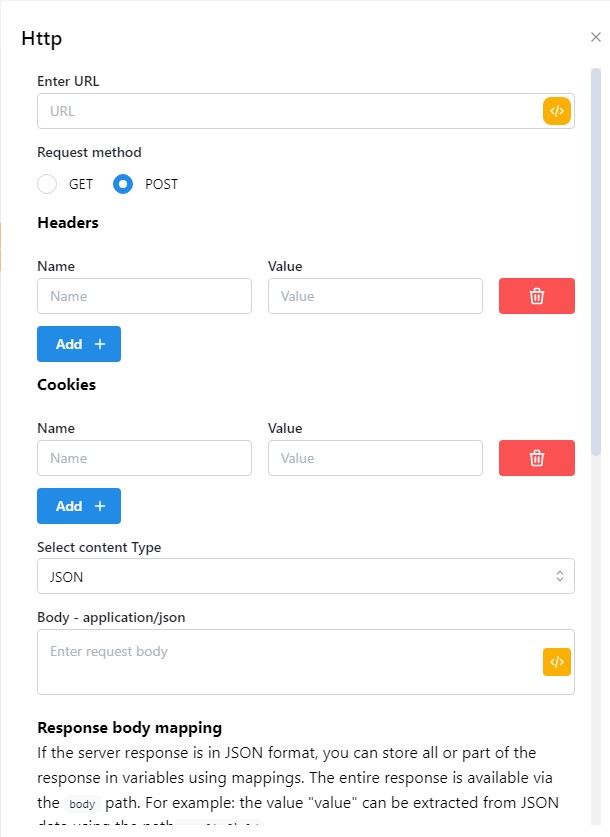 Http
Enter URL
URL
</>
Request method
GET POST
Headers
Name Value
Name Value
Add +
Cookies
Name Value
Name Value
Add +
Select content Type
JSON
Body - application/json
Enter request body
</>
Response body mapping
If the server response is in JSON format, you can store all or part of the
response in variables using mappings. The entire response is available via
the body path. For example: the value "value" can be extracted from JSON
data using the path